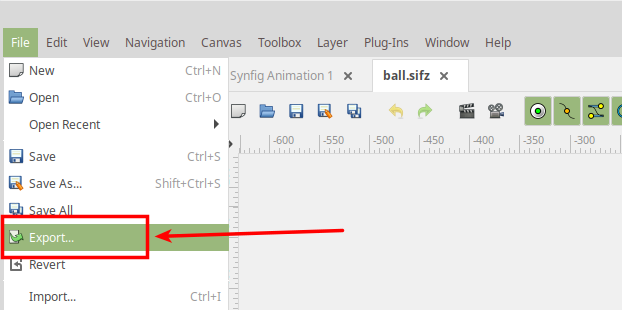 File Edit View Navigation Canvas Toolbox Layer Plug-Ins Window Help
New Ctrl+N
Open Ctrl+O
Open Recent
Save Ctrl+S
Save As... Shift+Ctrl+S
Save All
Export...
Revert
Import... Ctrl+I
Synfig Animation 1 ball.sifz
-600 -550 -500 -450 -400 -350 -300